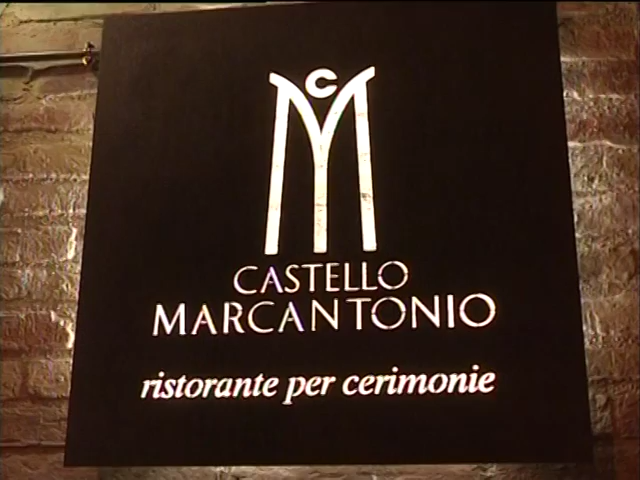 C
M
CASTELLO
MARCANTONIO
ristorante per cerimonie